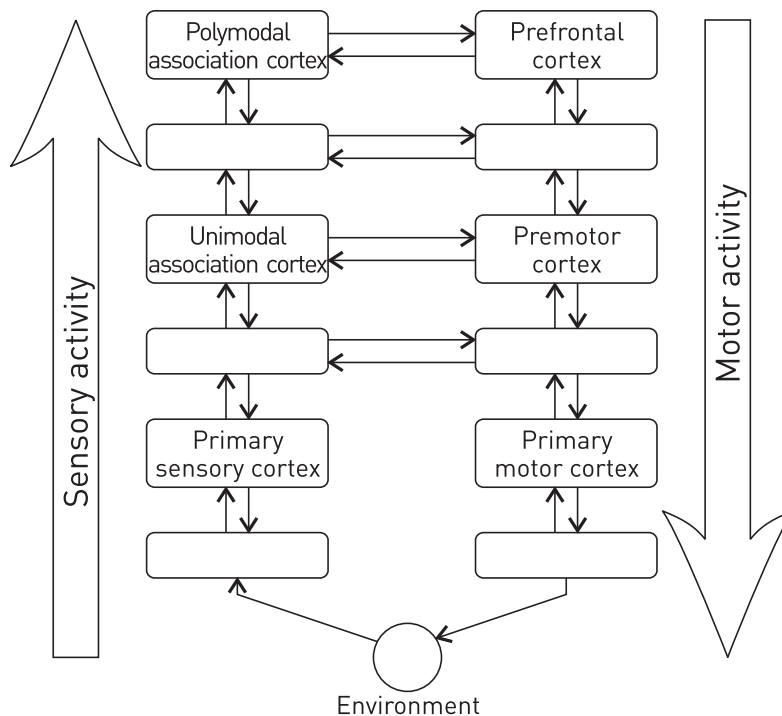 Polymodal
association cortex
Prefrontal
cortex
Unimodal
association cortex
Premotor
cortex
Primary
sensory cortex
Primary
motor cortex
Sensory activity
Motor activity
Environment